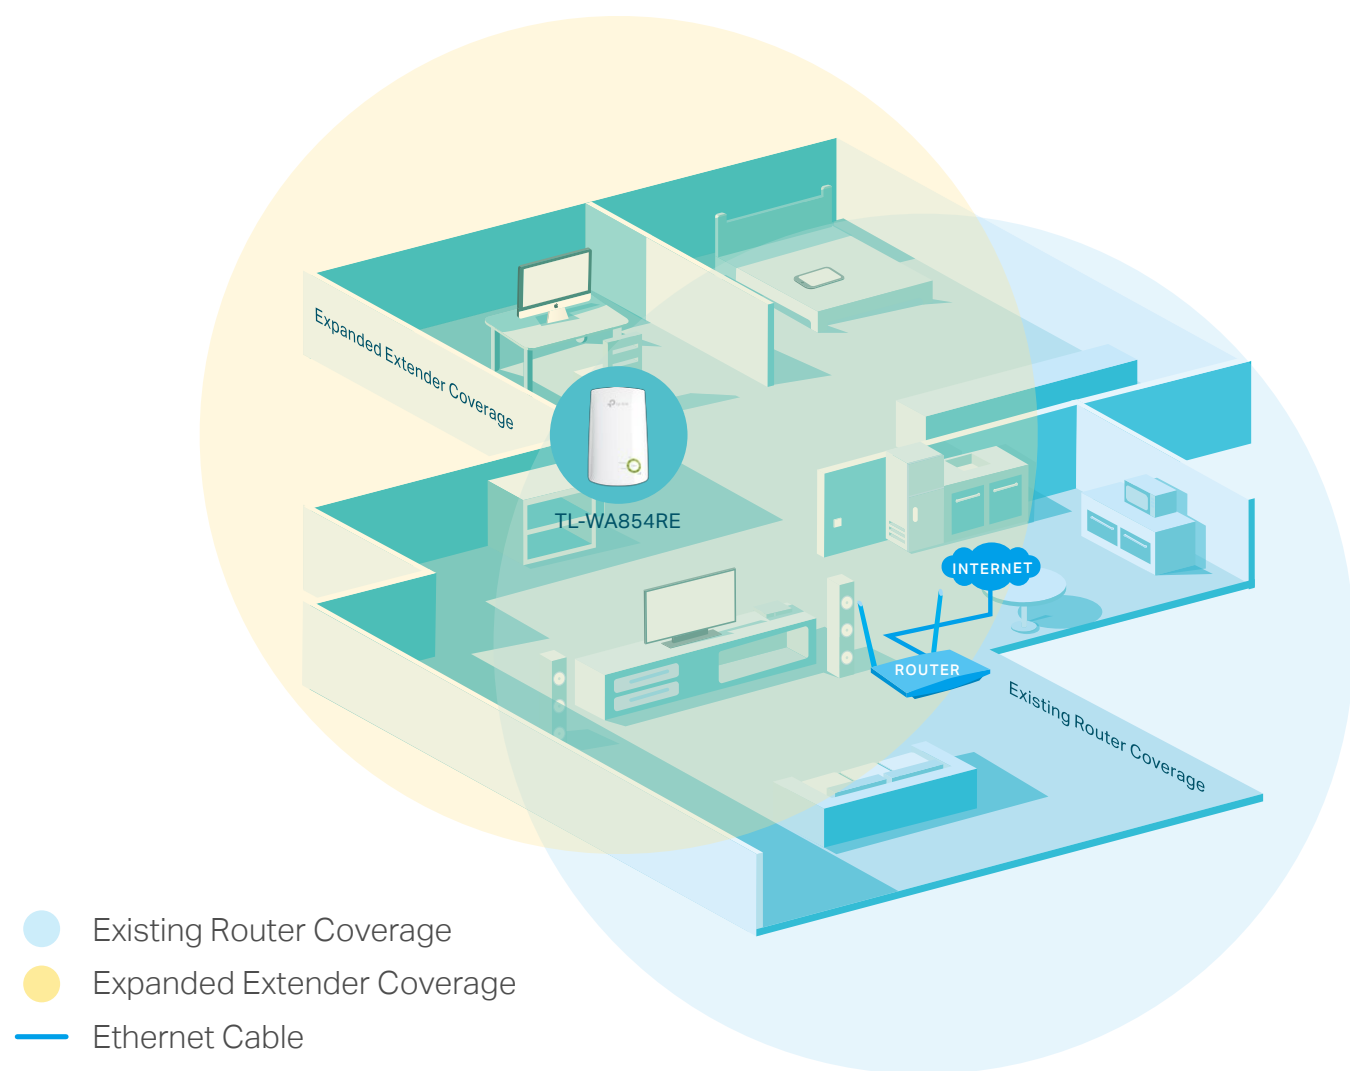 Expanded Extender Coverage
TL-WA854RE
INTERNET
ROUTER
Existing Router Coverage
Existing Router Coverage
Expanded Extender Coverage
Ethernet Cable